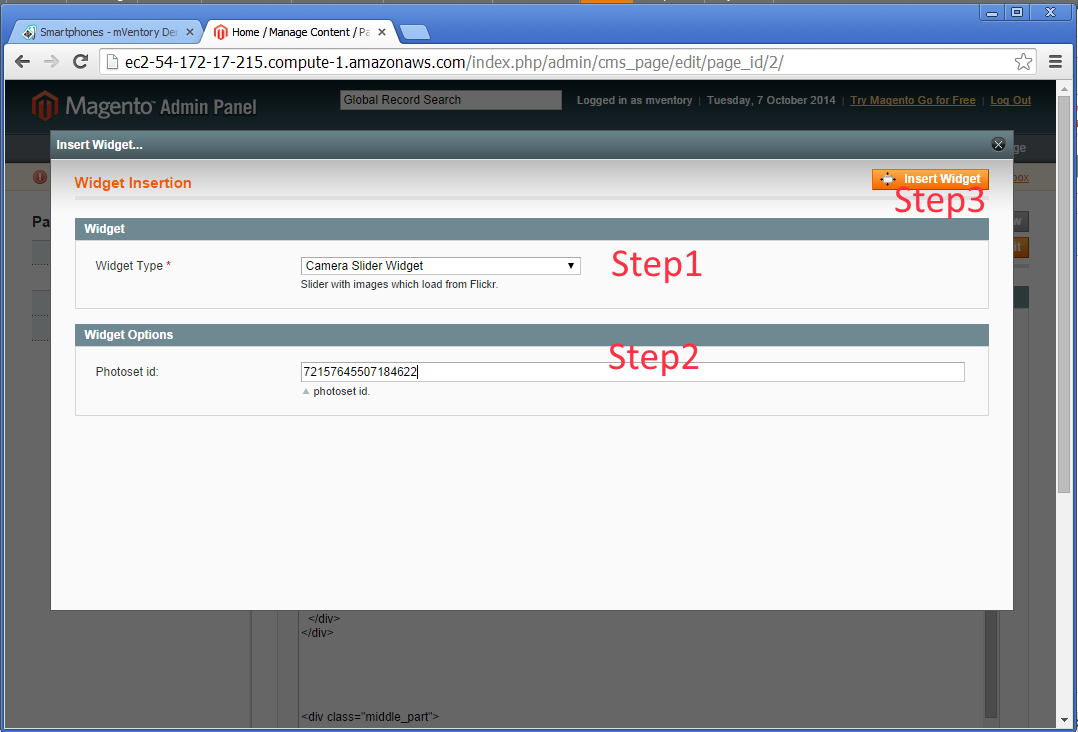 Smartphones - mVentory De
Home / Manage Content / Pa
ec2-54-172-17-215.compute-1.amazonaws.com/index.php/admin/cms_page/edit/page_id/2/
Magento Admin Panel
Global Record Search
Logged in as mventory | Tuesday, 7 October 2014 | Try Magento Go for Free | Log Out
Insert Widget...
ge
Widget Insertion
Insert Widget
box
Step3
Pa
w
Widget
it
Widget Type *
Camera Slider Widget
Step1
Slider with images which load from Flickr.
Widget Options
Step2
Photoset id:
72157645507184622
photoset id.
</div>
</div>
<div class="middle_part">